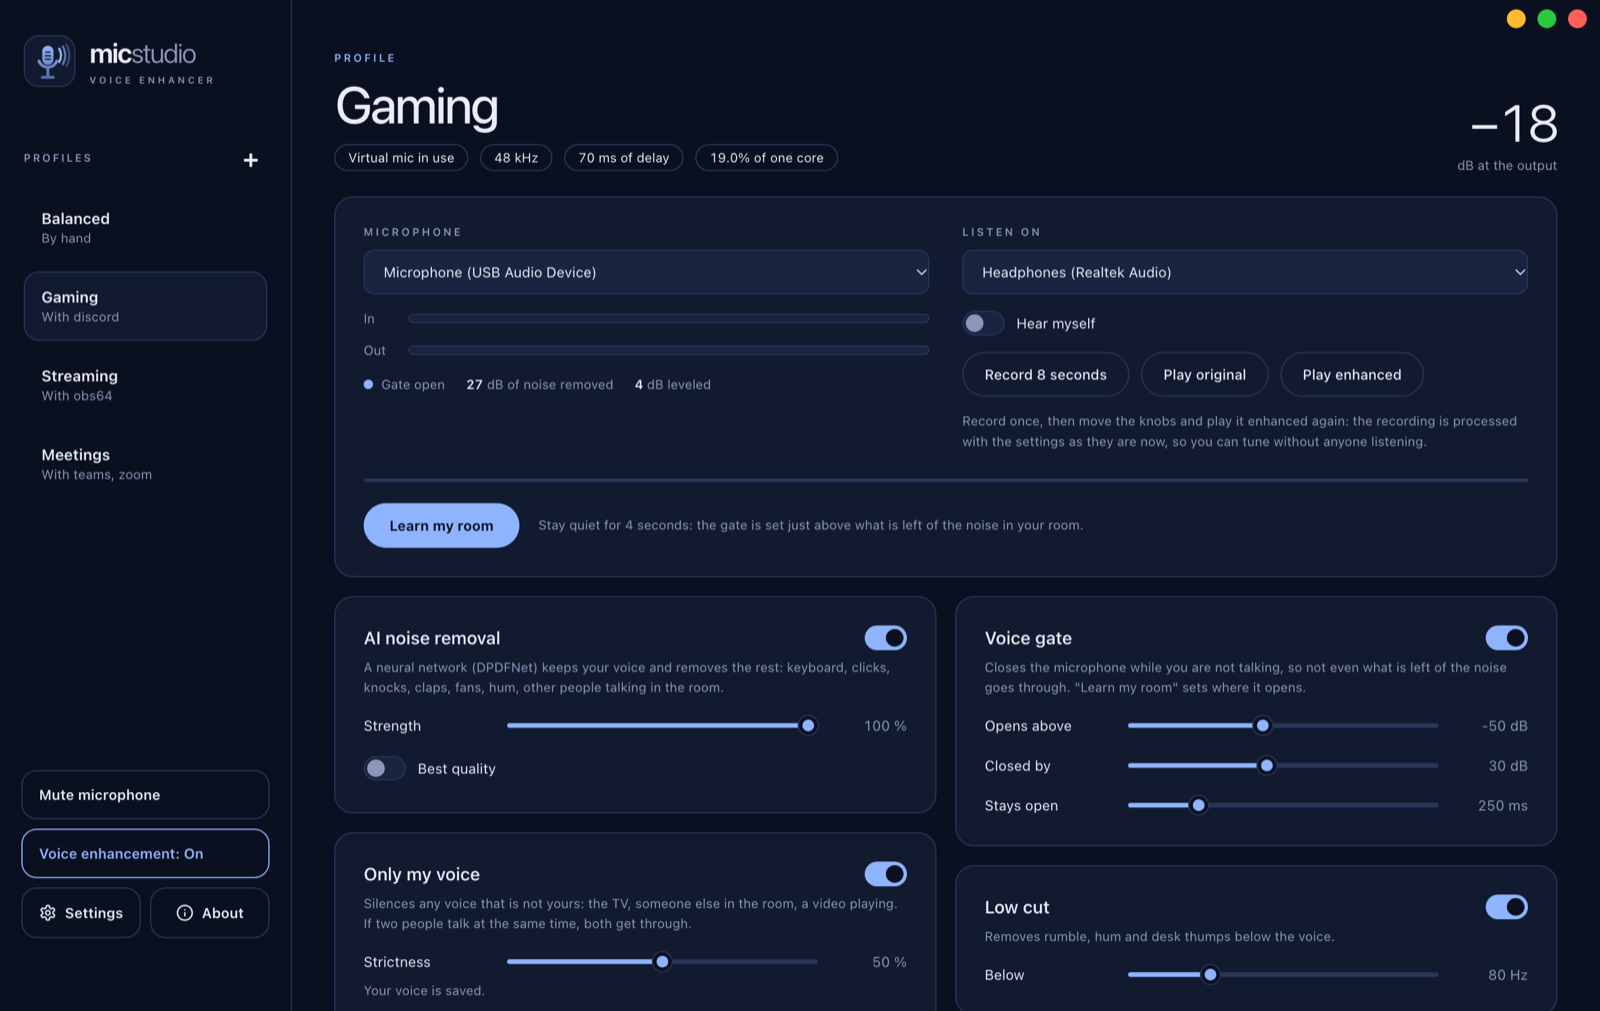 micstudio
VOICE ENHANCER
PROFILES
+
Balanced
By hand
Gaming
With discord
Streaming
With obs64
Meetings
With teams, zoom
Mute microphone
Voice enhancement: On
Settings
About
PROFILE
Gaming
Virtual mic in use
48 kHz
70 ms of delay
19.0% of one core
−18
dB at the output
MICROPHONE
Microphone (USB Audio Device)
In
Out
Gate open
27 dB of noise removed
4 dB leveled
LISTEN ON
Headphones (Realtek Audio)
Hear myself
Record 8 seconds
Play original
Play enhanced
Record once, then move the knobs and play it enhanced again: the recording is processed
with the settings as they are now, so you can tune without anyone listening.
Learn my room
Stay quiet for 4 seconds: the gate is set just above what is left of the noise in your room.
AI noise removal
A neural network (DPDFNet) keeps your voice and removes the rest: keyboard, clicks,
knocks, claps, fans, hum, other people talking in the room.
Strength
100 %
Best quality
Only my voice
Silences any voice that is not yours: the TV, someone else in the room, a video playing.
If two people talk at the same time, both get through.
Strictness
50 %
Your voice is saved.
Voice gate
Closes the microphone while you are not talking, so not even what is left of the noise
goes through. "Learn my room" sets where it opens.
Opens above
-50 dB
Closed by
30 dB
Stays open
250 ms
Low cut
Removes rumble, hum and desk thumps below the voice.
Below
80 Hz